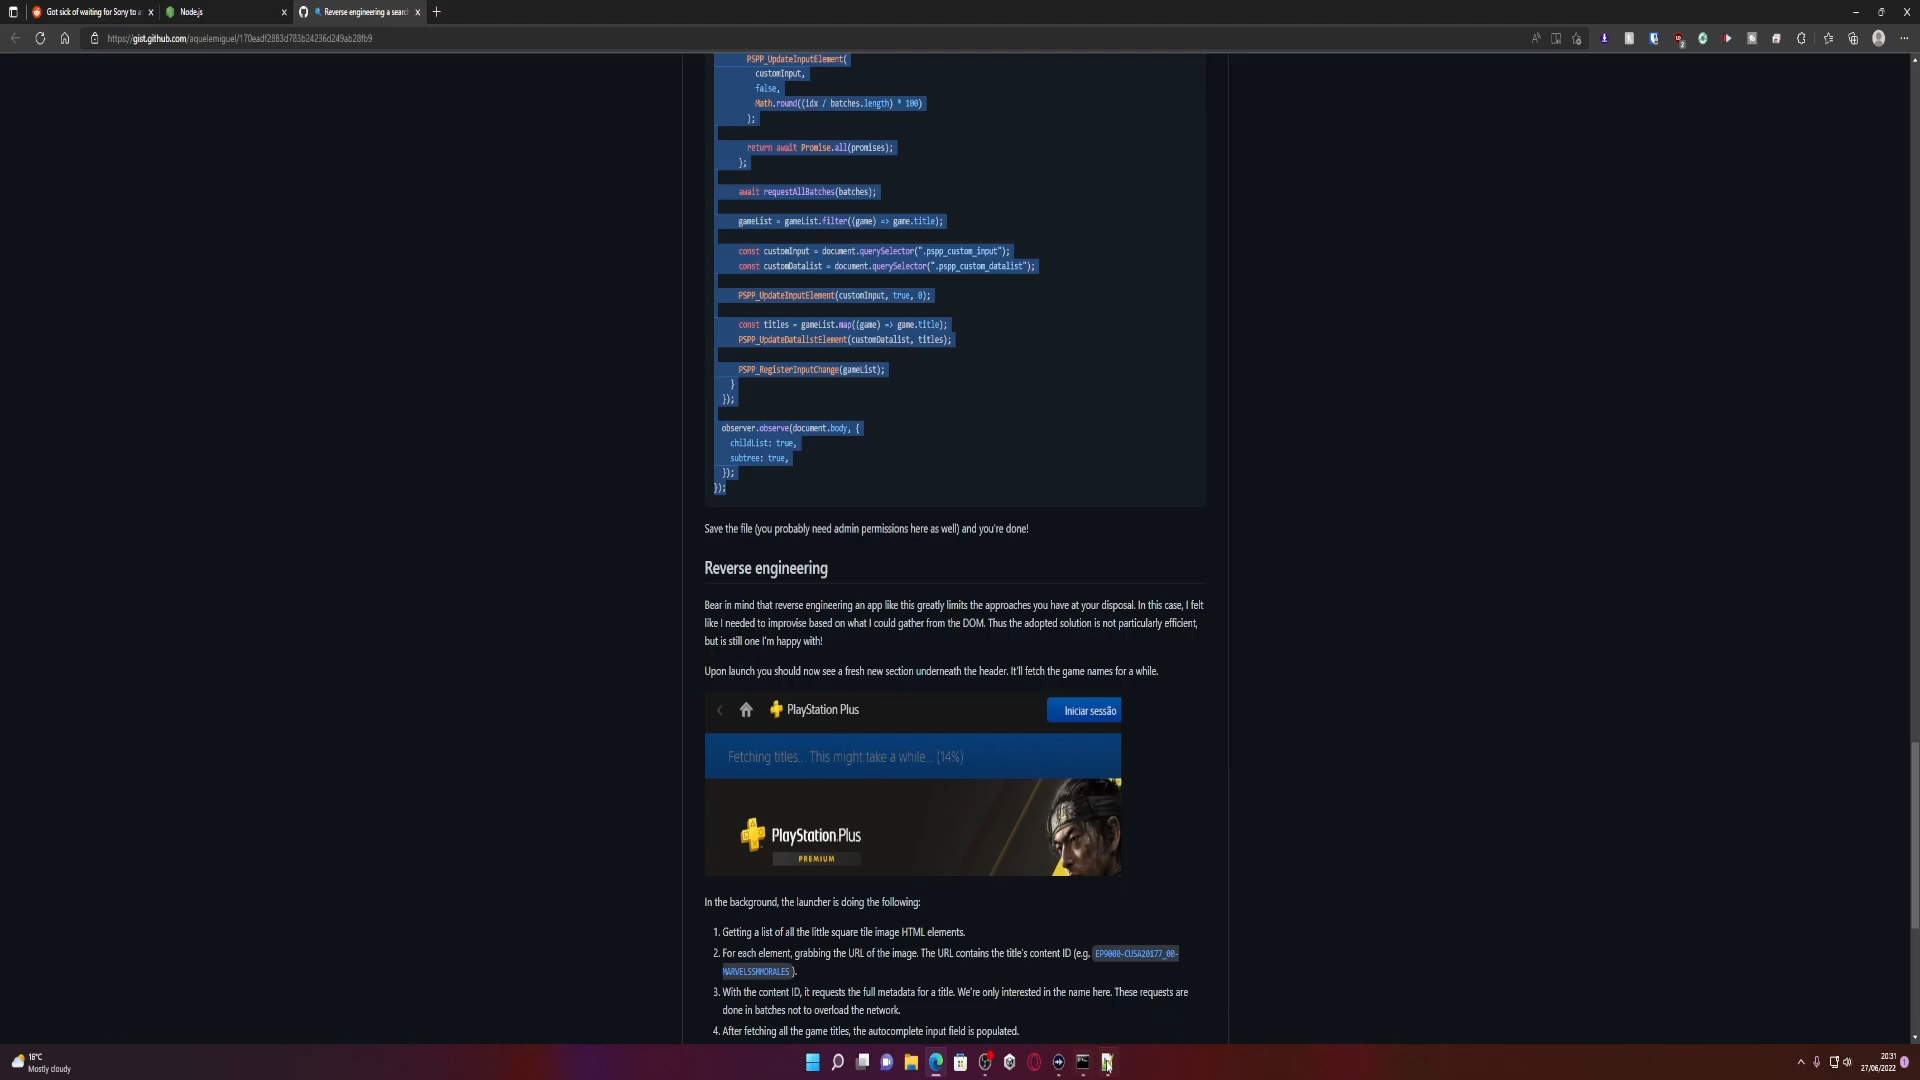 Got sick of waiting for Sony to a
Node.js
Reverse engineering a searc
https://gist.github.com/aquelemiguel/170eadf2883d783b24236d249ab28fb9
PSPP_UpdateInputElement(
customInput,
false,
Math.round((idx / batches.length) * 100)
);
return await Promise.all(promises);
};
await requestAllBatches(batches);
gameList = gameList.filter((game) => game.title);
const customInput = document.querySelector(".pspp_custom_input");
const customDatalist = document.querySelector(".pspp_custom_datalist");
PSPP_UpdateInputElement(customInput, true, 0);
const titles = gameList.map((game) => game.title);
PSPP_UpdateDatalistElement(customDatalist, titles);
PSPP_RegisterInputChange(gameList);
}
});
observer.observe(document.body, {
childList: true,
subtree: true,
});
});
Save the file (you probably need admin permissions here as well) and you're done!
Reverse engineering
Bear in mind that reverse engineering an app like this greatly limits the approaches you have at your disposal. In this case, I felt
like I needed to improvise based on what I could gather from the DOM. Thus the adopted solution is not particularly efficient,
but is still one I'm happy with!
Upon launch you should now see a fresh new section underneath the header. It'll fetch the game names for a while.
PlayStation Plus
Iniciar sessão
Fetching titles... This might take a while... (14%)
PlayStation.Plus
PREMIUM
In the background, the launcher is doing the following:
1. Getting a list of all the little square tile image HTML elements.
2. For each element, grabbing the URL of the image. The URL contains the title's content ID (e.g. EP9000-CUSA20177_00-
MARVELSSMMORALES ).
3. With the content ID, it requests the full metadata for a title. We're only interested in the name here. These requests are
done in batches not to overload the network.
4. After fetching all the game titles, the autocomplete input field is populated.
16°C
Mostly cloudy
20:31
27/06/2022